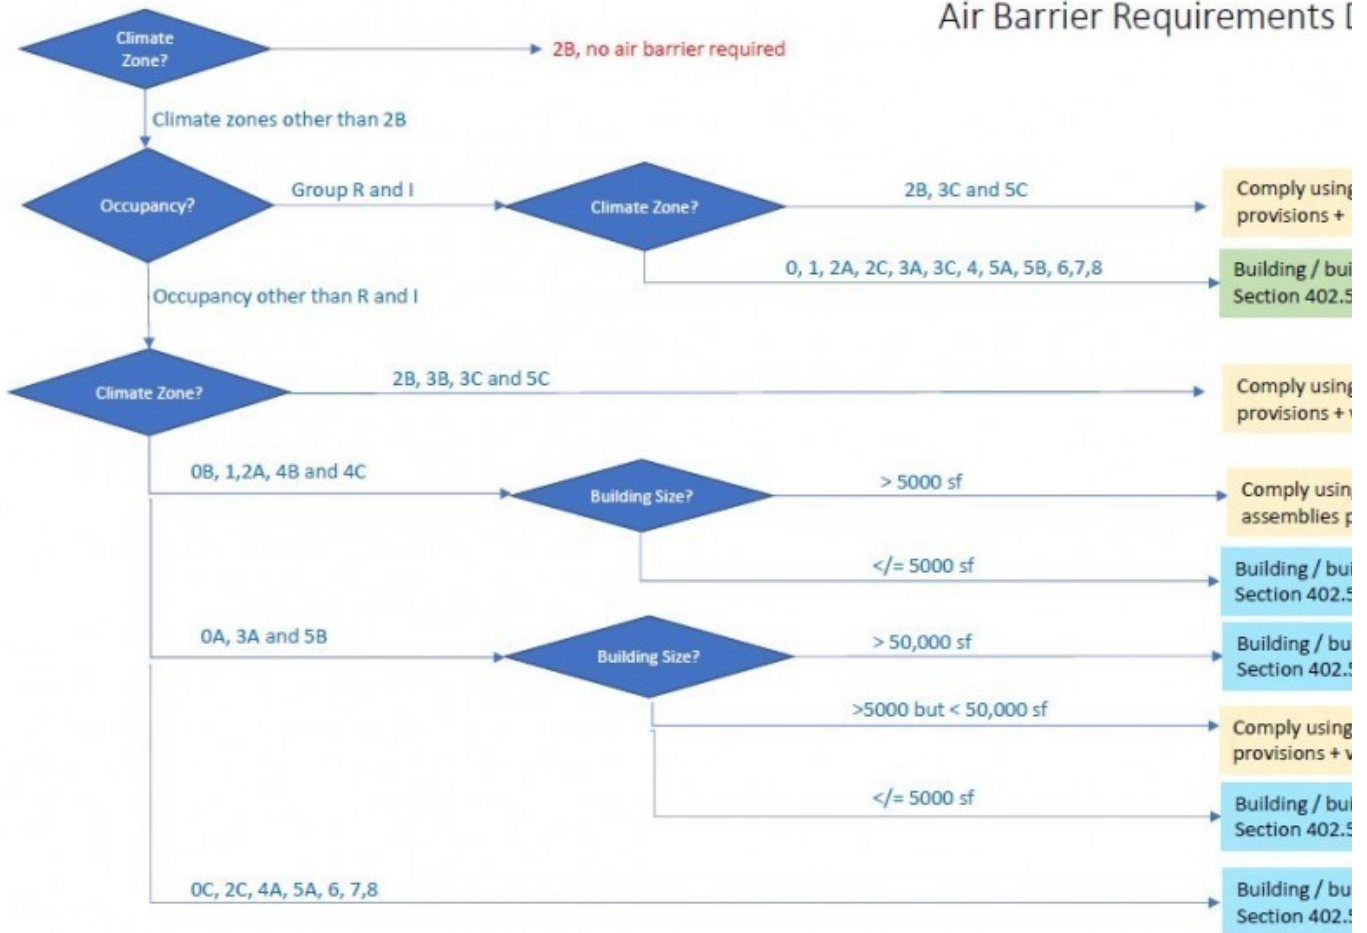 Air Barrier Requirements
Climate
Zone?
2B, no air barrier required
Climate zones other than 2B
Occupancy?
Group R and I
Climate Zone?
2B, 3C and 5C
Comply using
provisions +
0, 1, 2A, 2C, 3A, 3C, 4, 5A, 5B, 6,7,8
Building /
Section 402.5
Occupancy other than R and I
Climate Zone?
2B, 3B, 3C and 5C
Comply using
provisions +
0B, 1,2A, 4B and 4C
Building Size?
> 5000 sf
Comply using
assemblies
</= 5000 sf
Building /
Section 402.5
0A, 3A and 5B
Building Size?
> 50,000 sf
Building /
Section 402.5
>5000 but < 50,000 sf
Comply using
provisions +
</= 5000 sf
Building /
Section 402.5
0C, 2C, 4A, 5A, 6, 7,8
Building /
Section 402.5